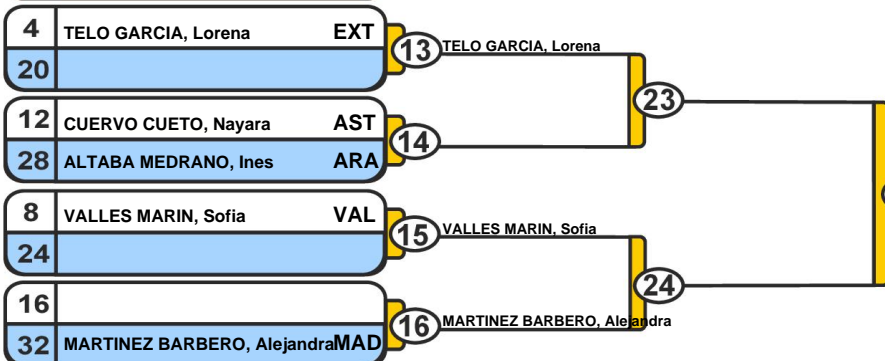 4 TELO GARCIA, Lorena EXT
20
13 TELO GARCIA, Lorena
23
12 CUERVO CUETO, Nayara AST
28 ALTABA MEDRANO, Ines ARA
14
8 VALLES MARIN, Sofia VAL
24
15 VALLES MARIN, Sofia
24
16
32 MARTINEZ BARBERO, Alejandra MAD
16 MARTINEZ BARBERO, Alejandra